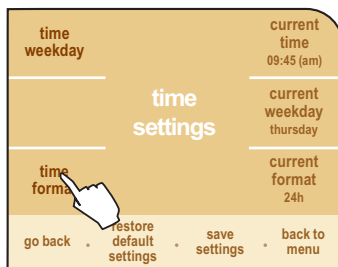 time
weekday
time
settings
time
format
current
time
09:45 (am)
current
weekday
thursday
current
format
24h
go back
restore
default
settings
save
settings
back to
menu